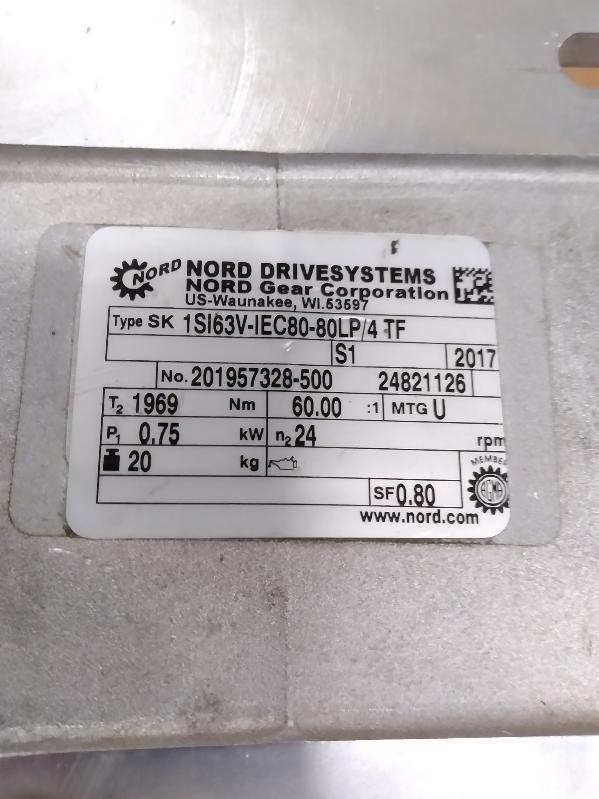 NORD
NORD DRIVESYSTEMS
NORD Gear Corporation
US-Waunakee, WI.53597
Type SK 1SI63V-IEC80-80LP/4 TF
S1 2017
No. 201957328-500 24821126
T2 1969 Nm 60.00 :1 MTG U
P1 0,75 kW n2 24 rpm
20 kg
SF 0.80
MEMBER
AGMA
www.nord.com